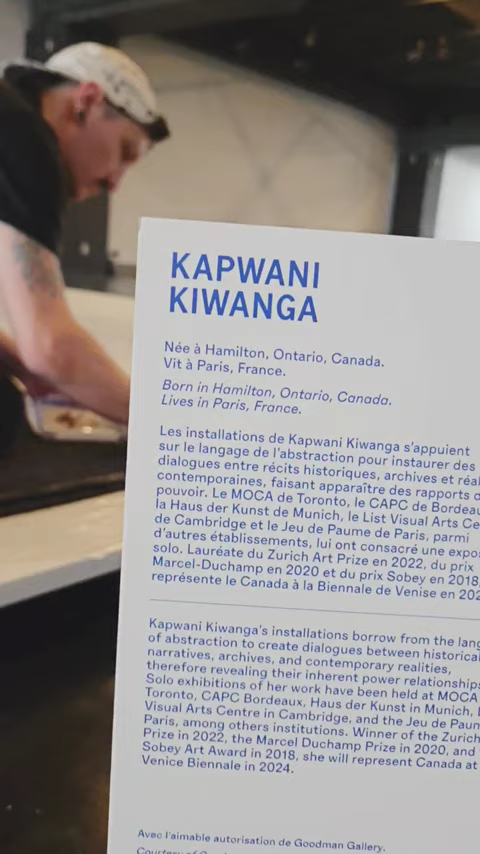 KAPWANI
KIWANGA
Née à Hamilton, Ontario, Canada.
Vit à Paris, France.
Born in Hamilton, Ontario, Canada.
Lives in Paris, France.
Les installations de Kapwani Kiwanga s'appuient
sur le langage de l'abstraction pour instaurer des
dialogues entre récits historiques, archives et
contemporaines, faisant apparaître des rapports
pouvoir. Le MOCA de Toronto, le CAPC de
la Haus der Kunst de Munich, le List Visual Arts
de Cambridge et le Jeu de Paume de Paris, parmi
d'autres établissements, lui ont consacré une
solo. Lauréate du Zurich Art Prize en 2022, du prix
Marcel-Duchamp en 2020 et du prix Sobey en 2018,
représente le Canada à la Biennale de Venise en
Kapwani Kiwanga's installations borrow from the
of abstraction to create dialogues between historical
narratives, archives, and contemporary realities,
therefore revealing their inherent power relationships
Solo exhibitions of her work have been held at MOCA
Toronto, CAPC Bordeaux, Haus der Kunst in Munich,
Visual Arts Centre in Cambridge, and the Jeu de
Paris, among others institutions. Winner of the Zurich
Prize in 2022, the Marcel Duchamp Prize in 2020, and
Sobey Art Award in 2018, she will represent Canada at
Venice Biennale in 2024.
Avec l'aimable autorisation de Goodman Gallery.
Courtesy of